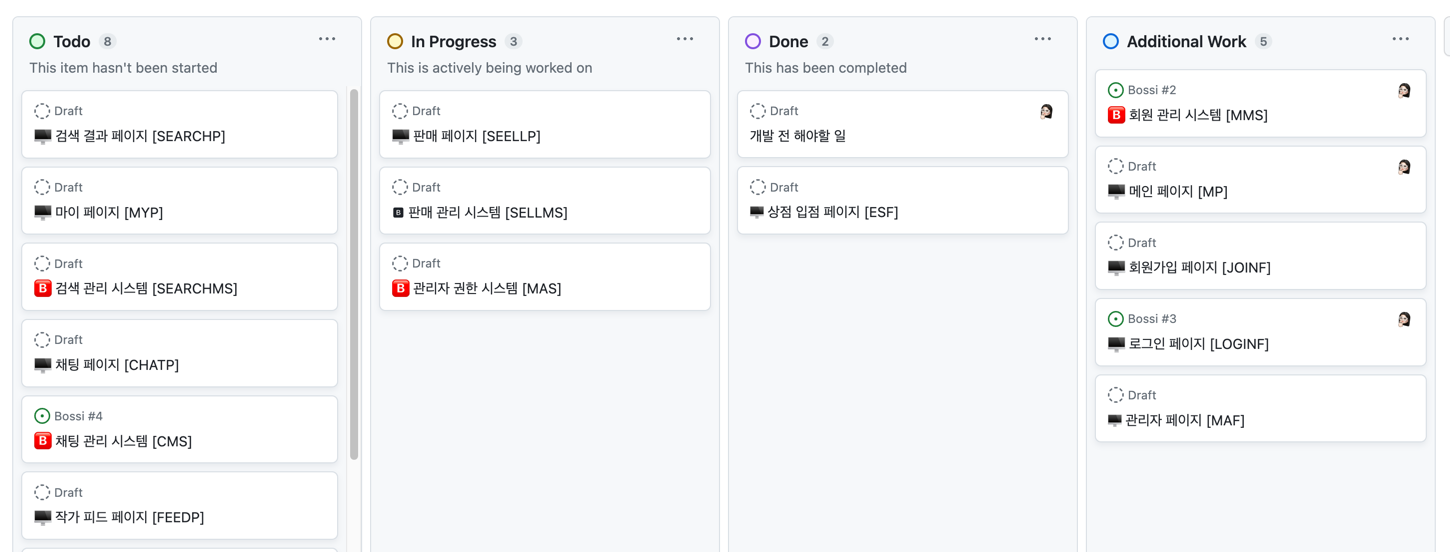 Todo 8
This item hasn't been started
Draft
검색 결과 페이지 [SEARCHP]
Draft
마이 페이지 [MYP]
Draft
B 검색 관리 시스템 [SEARCHMS]
Draft
채팅 페이지 [CHATP]
Bossi #4
B 채팅 관리 시스템 [CMS]
Draft
작가 피드 페이지 [FEEDP]
In Progress 3
This is actively being worked on
Draft
판매 페이지 [SEELLP]
Draft
B 판매 관리 시스템 [SELLMS]
Draft
B 관리자 권한 시스템 [MAS]
Done 2
This has been completed
Draft
개발 전 해야할 일
Draft
상점 입점 페이지 [ESF]
Additional Work 5
Bossi #2
B 회원 관리 시스템 [MMS]
Draft
메인 페이지 [MP]
Draft
회원가입 페이지 [JOINF]
Bossi #3
로그인 페이지 [LOGINF]
Draft
관리자 페이지 [MAF]